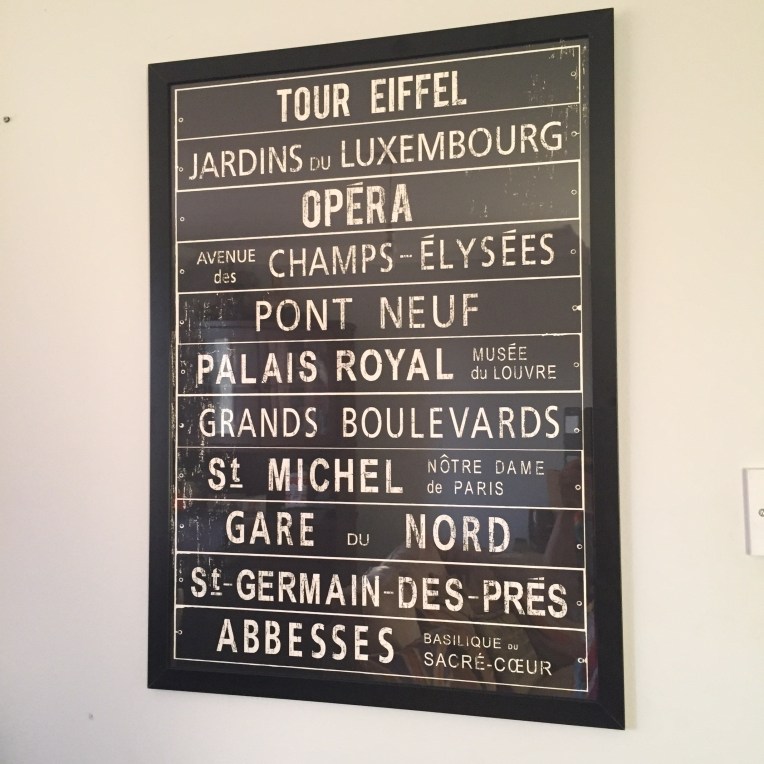 TOUR EIFFEL
JARDINS DU LUXEMBOURG
OPÉRA
AVENUE des CHAMPS-ÉLYSÉES
PONT NEUF
PALAIS ROYAL MUSÉE du LOUVRE
GRANDS BOULEVARDS
St MICHEL NÔTRE DAME de PARIS
GARE DU NORD
St-GERMAIN-DES-PRÉS
ABBESSES BASILIQUE DU SACRÉ-CŒUR